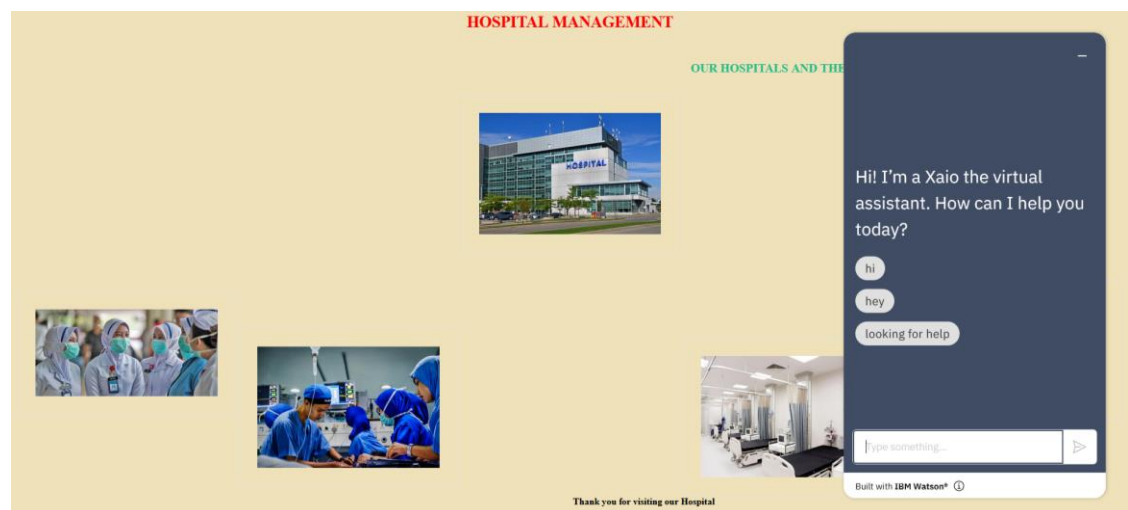 HOSPITAL MANAGEMENT
OUR HOSPITALS AND THE
HOSPITAL
Hi! I'm a Xaio the virtual
assistant. How can I help you
today?
hi
hey
looking for help
Type something...
Built with IBM Watson®
Thank you for visiting our Hospital